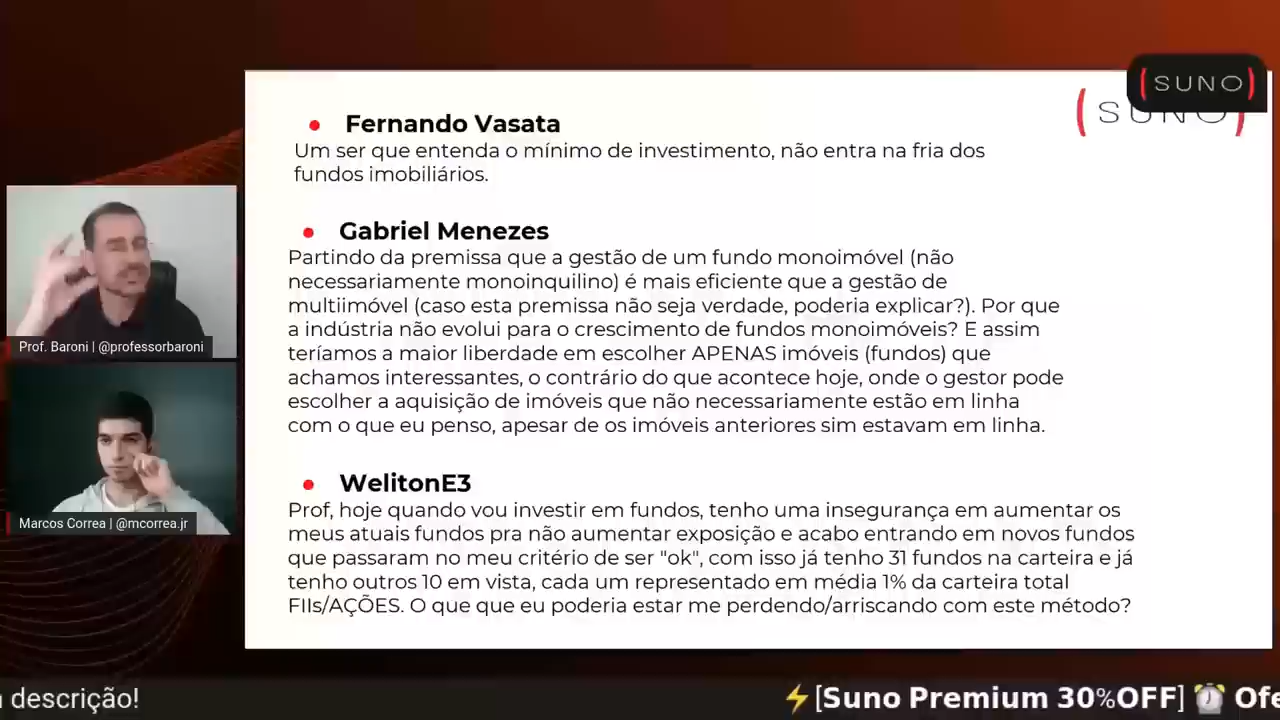 (SUNO)
(SUNO)
• Fernando Vasata
Um ser que entenda o mínimo de investimento, não entra na fria dos
fundos imobiliários.
• Gabriel Menezes
Partindo da premissa que a gestão de um fundo monoimóvel (não
necessariamente monoinquilino) é mais eficiente que a gestão de
multiimóvel (caso esta premissa não seja verdade, poderia explicar?). Por que
a indústria não evolui para o crescimento de fundos monoimóveis? E assim
teríamos a maior liberdade em escolher APENAS imóveis (fundos) que
achamos interessantes, o contrário do que acontece hoje, onde o gestor pode
escolher a aquisição de imóveis que não necessariamente estão em linha
com o que eu penso, apesar de os imóveis anteriores sim estavam em linha.
• WelitonE3
Prof, hoje quando vou investir em fundos, tenho uma insegurança em aumentar os
meus atuais fundos pra não aumentar exposição e acabo entrando em novos fundos
que passaram no meu critério de ser "ok", com isso já tenho 31 fundos na carteira e já
tenho outros 10 em vista, cada um representado em média 1% da carteira total
FIIs/AÇÕES. O que que eu poderia estar me perdendo/arriscando com este método?
Prof. Baroni | @professorbaroni
Marcos Correa | @mcorrea.jr
a descrição! ⚡[Suno Premium 30%OFF] ⏰ Ofe